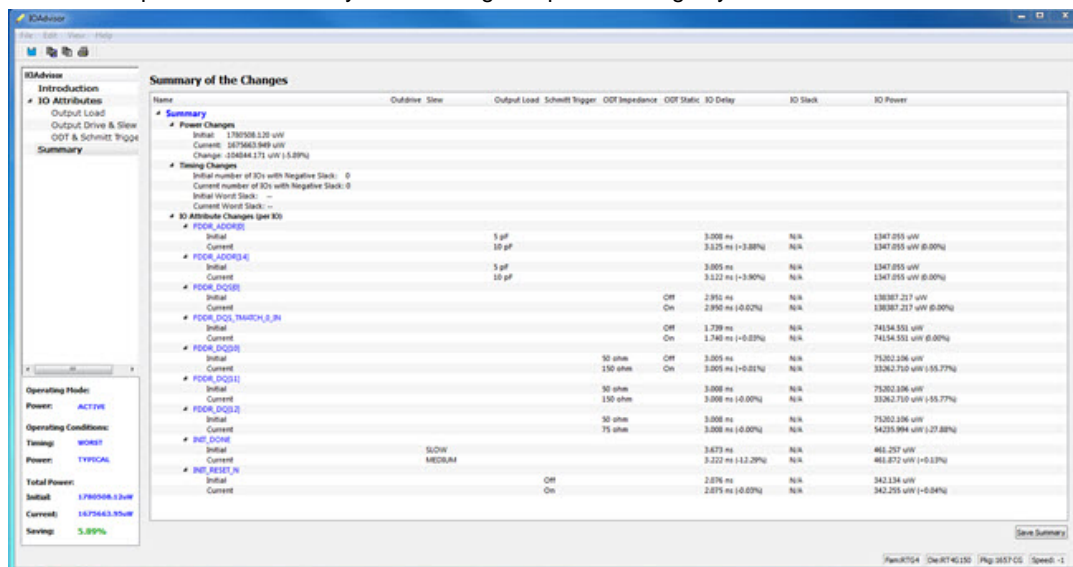 IOAdvisor
File Edit View Help
IOAdvisor
Introduction
IO Attributes
Output Load
Output Drive & Slew
ODT & Schmitt Trigge
Summary
Summary of the Changes
Name Outdrive Slew Output Load Schmitt Trigger ODT Impedance ODT Static IO Delay IO Slack IO Power
Summary
Power Changes
Initial: 1780508.120 uW
Current: 1675663.949 uW
Change: -104844.171 uW (-5.89%)
Timing Changes
Initial number of IOs with Negative Slack: 0
Current number of IOs with Negative Slack: 0
Initial Worst Slack: --
Current Worst Slack: --
IO Attribute Changes (per IO)
FDDR_ADDR[0]
Initial 5 pF 3.008 ns N/A 1347.055 uW
Current 10 pF 3.125 ns (+3.88%) N/A 1347.055 uW (0.00%)
FDDR_ADDR[14]
Initial 5 pF 3.005 ns N/A 1347.055 uW
Current 10 pF 3.122 ns (+3.90%) N/A 1347.055 uW (0.00%)
FDDR_DQS[0]
Initial Off 2.951 ns N/A 138387.217 uW
Current On 2.950 ns (-0.02%) N/A 138387.217 uW (0.00%)
FDDR_DQS_TMATCH_0_IN
Initial Off 1.739 ns N/A 74154.551 uW
Current On 1.740 ns (+0.03%) N/A 74154.551 uW (0.00%)
FDDR_DQ[10]
Initial 50 ohm Off 3.005 ns N/A 75202.106 uW
Current 150 ohm On 3.005 ns (+0.01%) N/A 33262.710 uW (-55.77%)
FDDR_DQ[11]
Initial 50 ohm 3.008 ns N/A 75202.106 uW
Current 150 ohm 3.008 ns (-0.00%) N/A 33262.710 uW (-55.77%)
FDDR_DQ[12]
Initial 50 ohm 3.008 ns N/A 75202.106 uW
Current 75 ohm 3.008 ns (-0.00%) N/A 54235.994 uW (-27.88%)
INIT_DONE
Initial SLOW 3.673 ns N/A 461.257 uW
Current MEDIUM 3.222 ns (-12.29%) N/A 461.872 uW (+0.13%)
INIT_RESET_N
Initial Off 2.076 ns N/A 342.134 uW
Current On 2.075 ns (-0.03%) N/A 342.255 uW (+0.04%)
Operating Mode:
Power: ACTIVE
Operating Conditions:
Timing: WORST
Power: TYPICAL
Total Power:
Initial: 1780508.12uW
Current: 1675663.95uW
Saving: 5.89%
Save Summary
Fam:RTG4 Die:RT4G150 Pkg:1657 CG Speed: -1